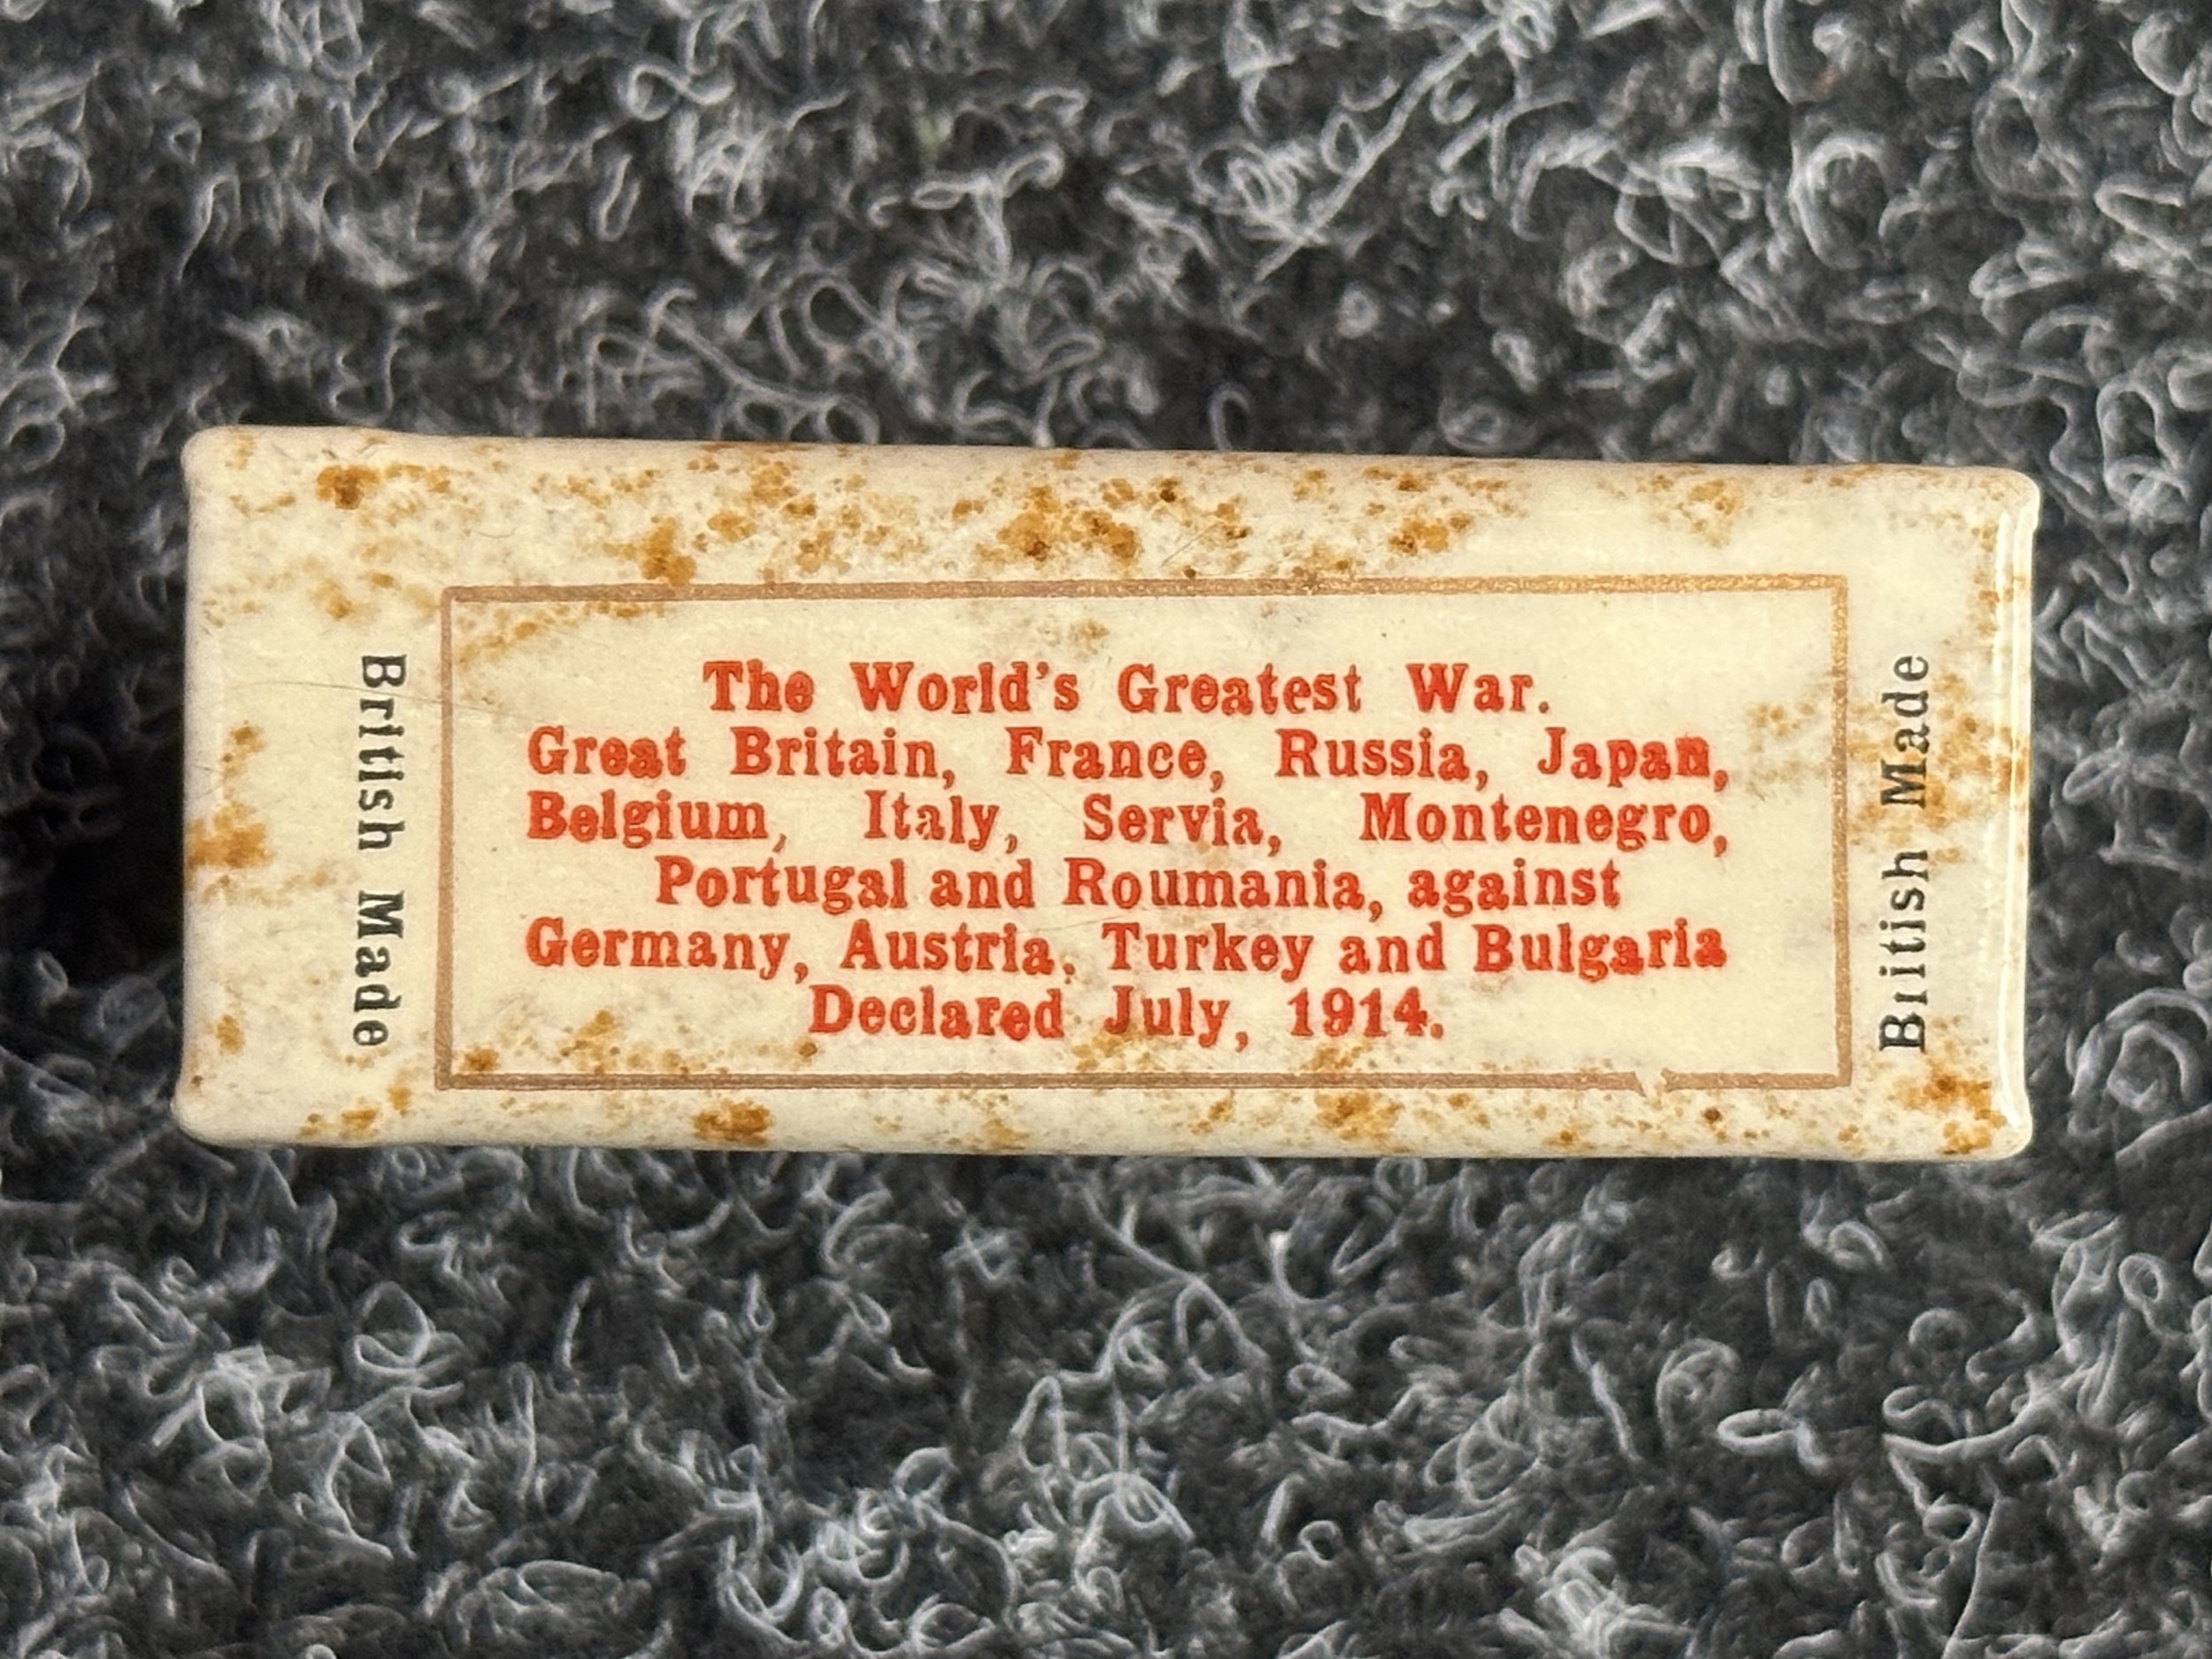 The World's Greatest War.
Great Britain, France, Russia, Japan,
Belgium, Italy, Servia, Montenegro,
Portugal and Roumania, against
Germany, Austria, Turkey and Bulgaria
Declared July, 1914.
British Made
British Made